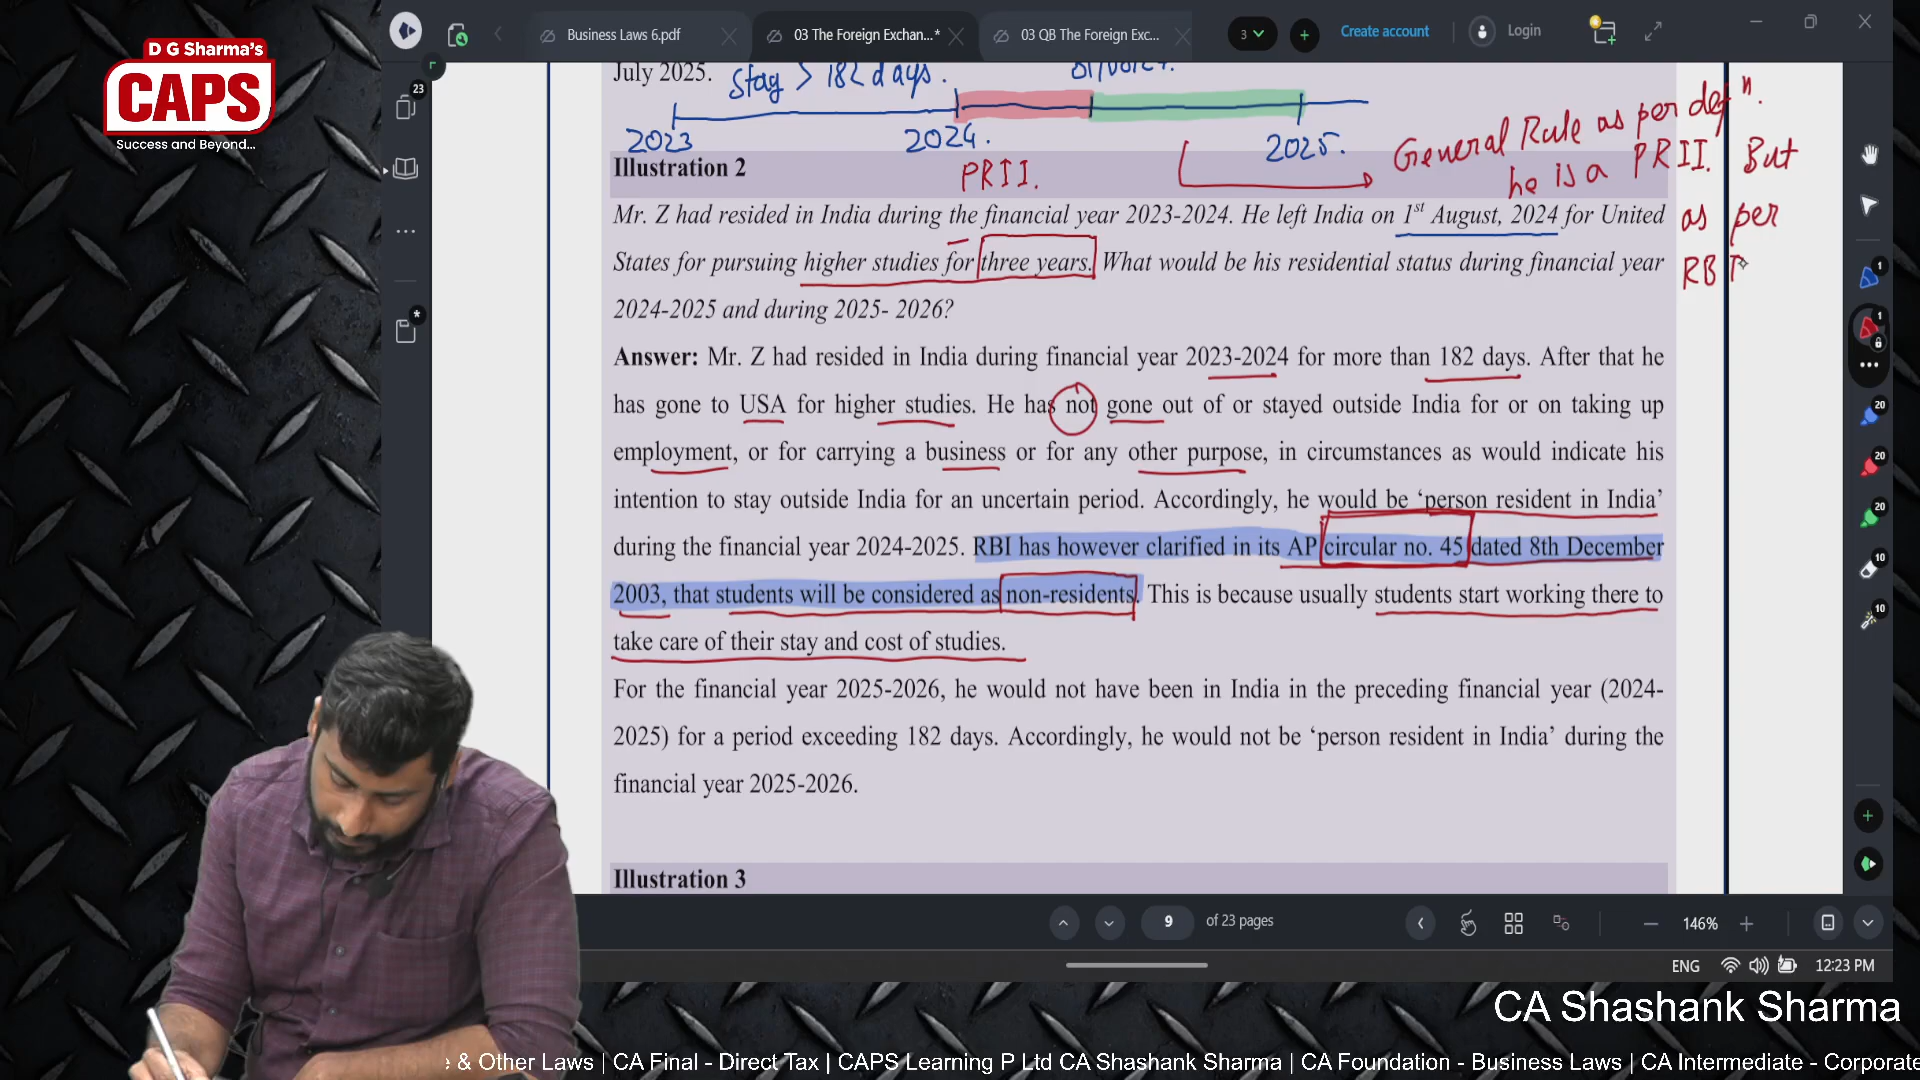 D G Sharma's
CAPS
Success and Beyond...
Business Laws 6.pdf
03 The Foreign Exchan...*
03 QB The Foreign Exc...
3
Create account
Login
23
July 2025.
Stay > 182 days.
2023
2024.
2025.
PRII.
General Rule as per defn.
he is a PRII. But
as per
RBI
Illustration 2
Mr. Z had resided in India during the financial year 2023-2024. He left India on 1st August, 2024 for United
States for pursuing higher studies for three years. What would be his residential status during financial year
2024-2025 and during 2025- 2026?
Answer: Mr. Z had resided in India during financial year 2023-2024 for more than 182 days. After that he
has gone to USA for higher studies. He has not gone out of or stayed outside India for or on taking up
employment, or for carrying a business or for any other purpose, in circumstances as would indicate his
intention to stay outside India for an uncertain period. Accordingly, he would be ‘person resident in India’
during the financial year 2024-2025. RBI has however clarified in its AP circular no. 45 dated 8th December
2003, that students will be considered as non-residents. This is because usually students start working there to
take care of their stay and cost of studies.
For the financial year 2025-2026, he would not have been in India in the preceding financial year (2024-
2025) for a period exceeding 182 days. Accordingly, he would not be ‘person resident in India’ during the
financial year 2025-2026.
Illustration 3
1
1
20
20
20
10
10
9 of 23 pages
146%
ENG
12:23 PM
CA Shashank Sharma
e & Other Laws | CA Final - Direct Tax | CAPS Learning P Ltd CA Shashank Sharma | CA Foundation - Business Laws | CA Intermediate - Corporate